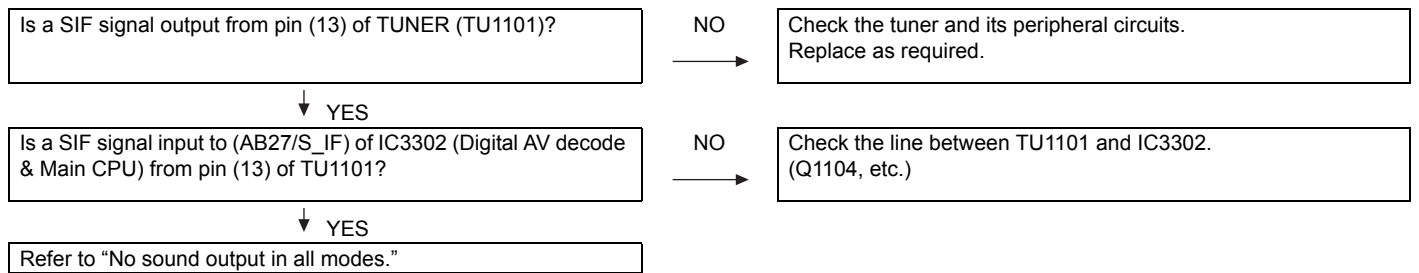 Is a SIF signal output from pin (13) of TUNER (TU1101)?
NO
Check the tuner and its peripheral circuits.
Replace as required.
YES
Is a SIF signal input to (AB27/S_IF) of IC3302 (Digital AV decode
& Main CPU) from pin (13) of TU1101?
NO
Check the line between TU1101 and IC3302.
(Q1104, etc.)
YES
Refer to “No sound output in all modes.”